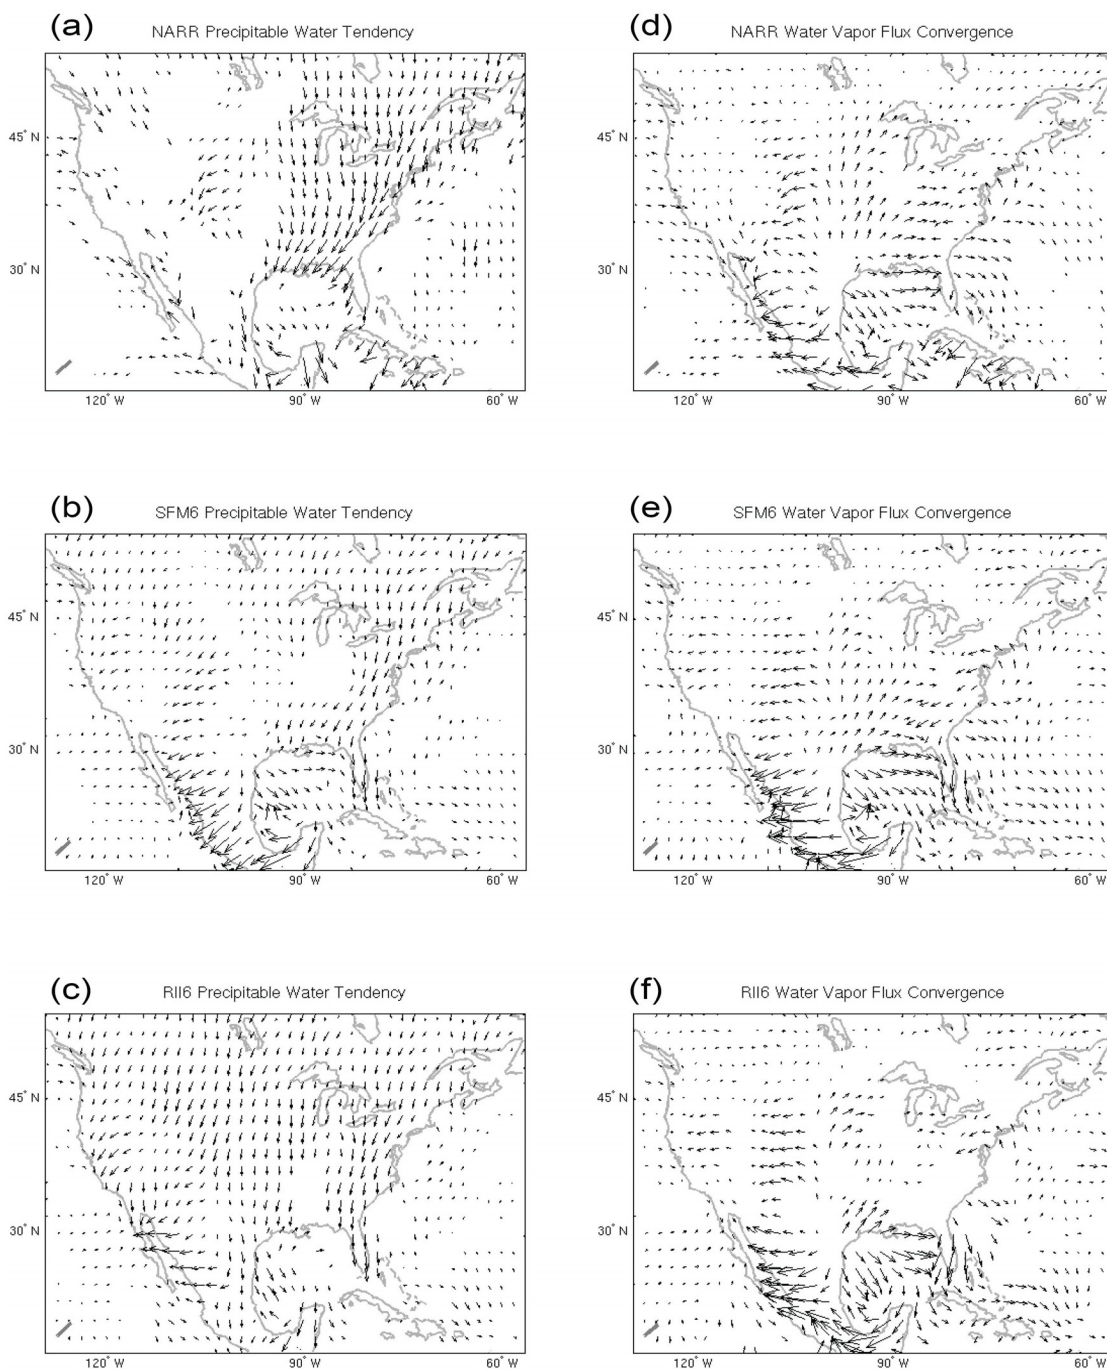 (a)
NARR Precipitable Water Tendency
45° N
30° N
120° W
90° W
60° W
(d)
NARR Water Vapor Flux Convergence
45° N
30° N
120° W
90° W
60° W
(b)
SFM6 Precipitable Water Tendency
45° N
30° N
120° W
90° W
60° W
(e)
SFM6 Water Vapor Flux Convergence
45° N
30° N
120° W
90° W
60° W
(c)
RII6 Precipitable Water Tendency
45° N
30° N
120° W
90° W
60° W
(f)
RII6 Water Vapor Flux Convergence
45° N
30° N
120° W
90° W
60° W